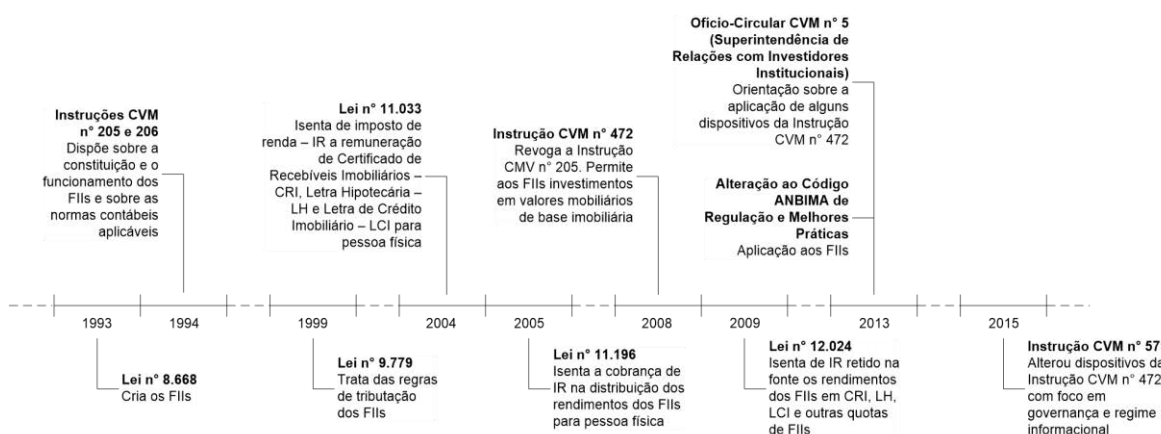 Oficio-Circular CVM n° 5
(Superintendência de
Relações com Investidores
Institucionais)
Orientação sobre a
aplicação de alguns
dispositivos da Instrução
CVM n° 472
Instruções CVM
n° 205 e 206
Dispõe sobre a
constituição e o
funcionamento dos
FIIs e sobre as
normas contábeis
aplicáveis
Lei n° 11.033
Isenta de imposto de
renda – IR a remuneração
de Certificado de
Recebíveis Imobiliários –
CRI, Letra Hipotecária –
LH e Letra de Crédito
Imobiliário – LCI para
pessoa física
Instrução CVM n° 472
Revoga a Instrução
CMV n° 205. Permite
aos FIIs investimentos
em valores mobiliários
de base imobiliária
Alteração ao Código
ANBIMA de
Regulação e Melhores
Práticas
Aplicação aos FIIs
1993
1994
1999
2004
2005
2008
2009
2013
2015
Lei n° 8.668
Cria os FIIs
Lei n° 9.779
Trata das regras
de tributação
dos FIIs
Lei n° 11.196
Isenta a cobrança de
IR na distribuição dos
rendimentos dos FIIs
para pessoa física
Lei n° 12.024
Isenta de IR retido na
fonte os rendimentos
dos FIIs em CRI, LH,
LCI e outras quotas
de FIIs
Instrução CVM n° 57
Alterou dispositivos da
Instrução CVM n° 472
com foco em
governança e regime
informacional